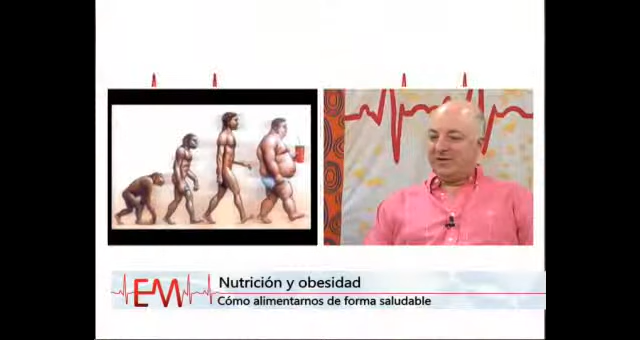 EM
Nutrición y obesidad
Cómo alimentarnos de forma saludable